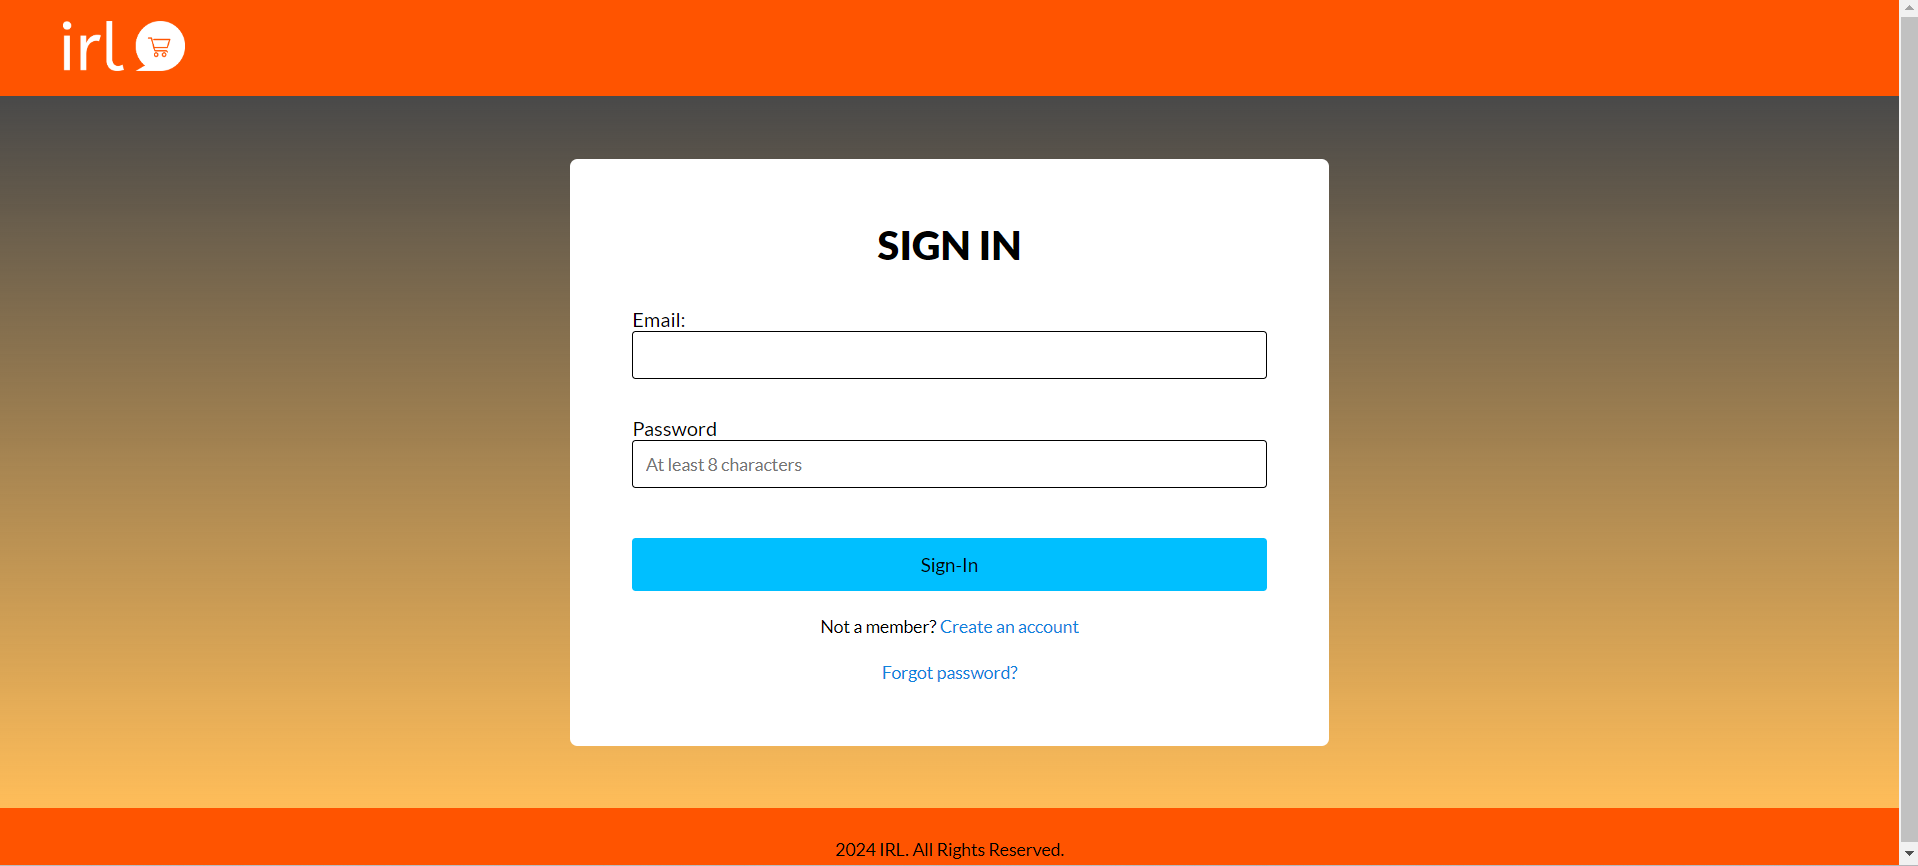 irl
SIGN IN
Email:
Password
At least 8 characters
Sign-In
Not a member? Create an account
Forgot password?
2024 IRL. All Rights Reserved.